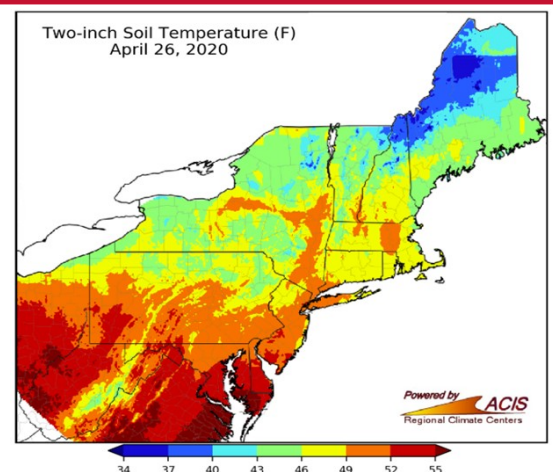 Two-inch Soil Temperature (F)
April 26, 2020
Powered by
ACIS
Regional Climate Centers
34 37 40 43 46 49 52 55